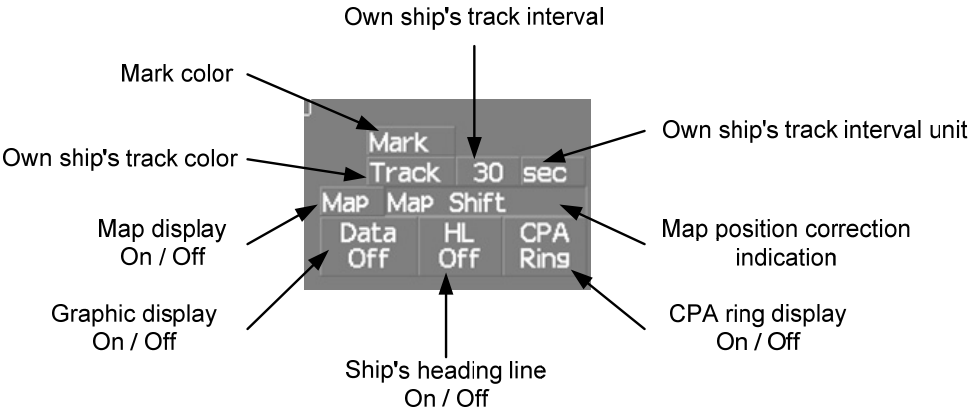 Own ship's track interval
Mark color
Own ship's track interval unit
Own ship's track color
Mark
Track 30 sec
Map Map Shift
Data Off
HL Off
CPA Ring
Map display
On / Off
Map position correction
indication
Graphic display
On / Off
CPA ring display
On / Off
Ship's heading line
On / Off